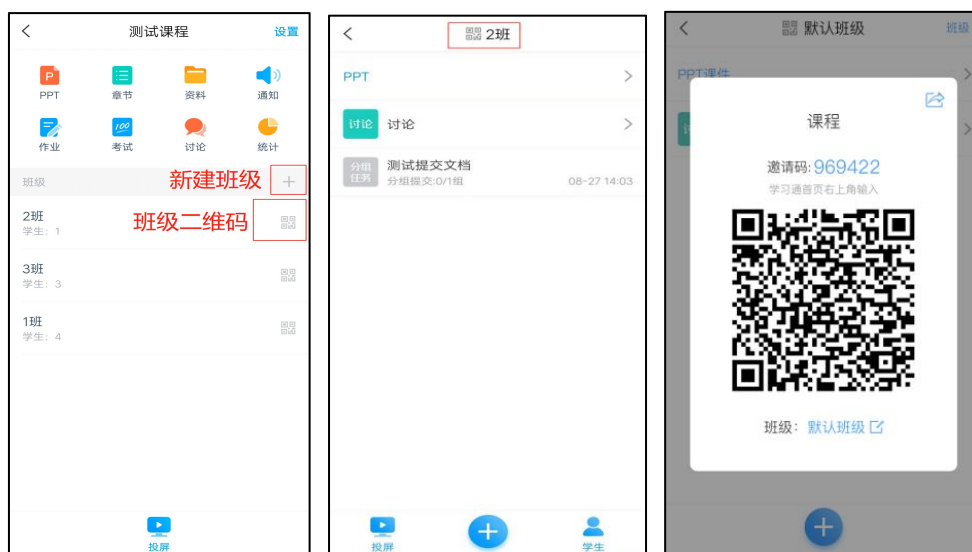 测试课程
设置
PPT
章节
资料
通知
作业
100
考试
讨论
统计
班级
新建班级
2班
学生：1
班级二维码
3班
学生：3
1班
学生：4
投屏
2班
PPT
讨论
讨论
分组任务
测试提交文档
分组提交:0/1组
08-27 14:03
投屏
学生
默认班级
班级
PPT课件
课程
邀请码:969422
学习通首页右上角输入
班级：默认班级